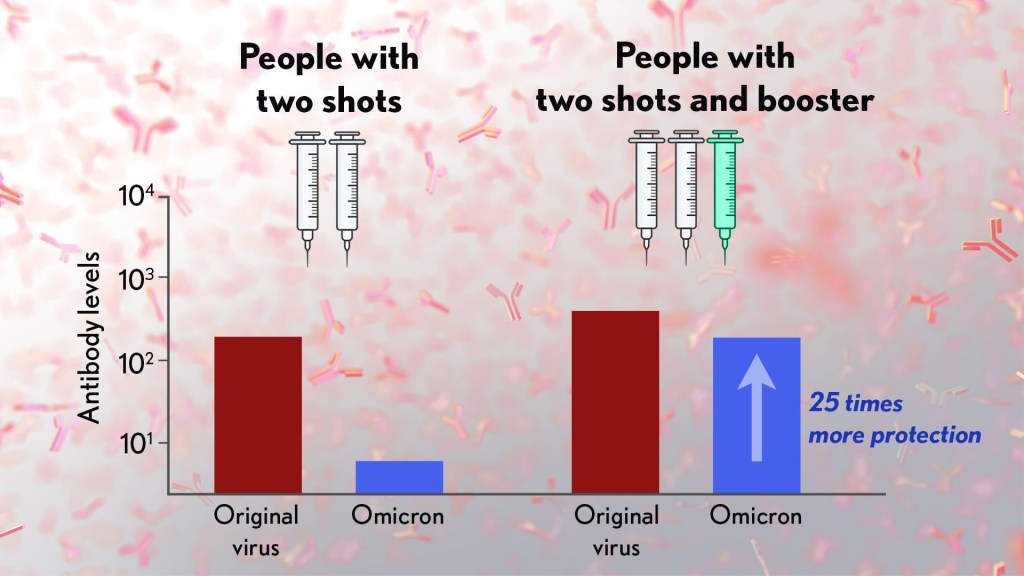 People with
two shots
People with
two shots and booster
Antibody levels
10⁴
10³
10²
10¹
25 times
more protection
Original
virus
Omicron
Original
virus
Omicron